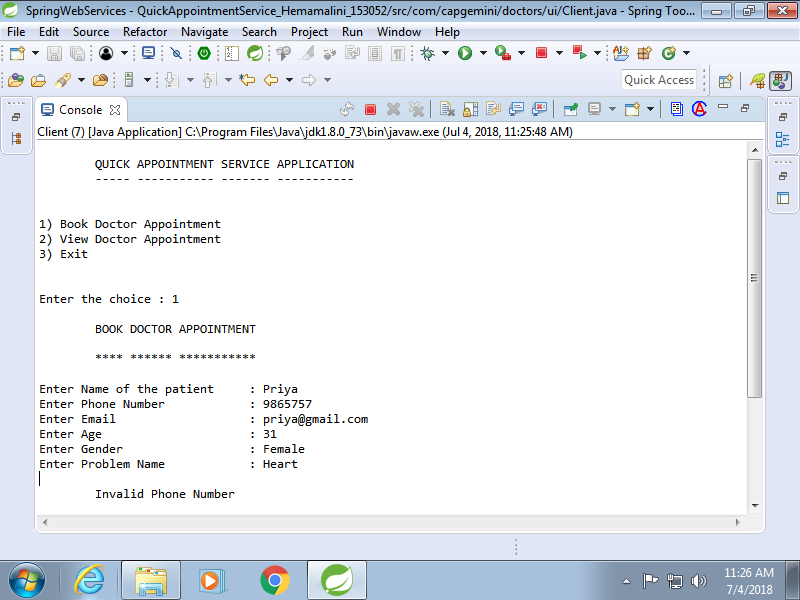 SpringWebServices - QuickAppointmentService_Hemamalini_153052/src/com/capgemini/doctors/ui/Client.java - Spring Too...
File Edit Source Refactor Navigate Search Project Run Window Help
Quick Access
Console
Client (7) [Java Application] C:\Program Files\Java\jdk1.8.0_73\bin\javaw.exe (Jul 4, 2018, 11:25:48 AM)
QUICK APPOINTMENT SERVICE APPLICATION
----- ----------- ------- -----------
1) Book Doctor Appointment
2) View Doctor Appointment
3) Exit
Enter the choice : 1
BOOK DOCTOR APPOINTMENT
**** ****** ***********
Enter Name of the patient : Priya
Enter Phone Number : 9865757
Enter Email : priya@gmail.com
Enter Age : 31
Enter Gender : Female
Enter Problem Name : Heart
Invalid Phone Number
11:26 AM
7/4/2018